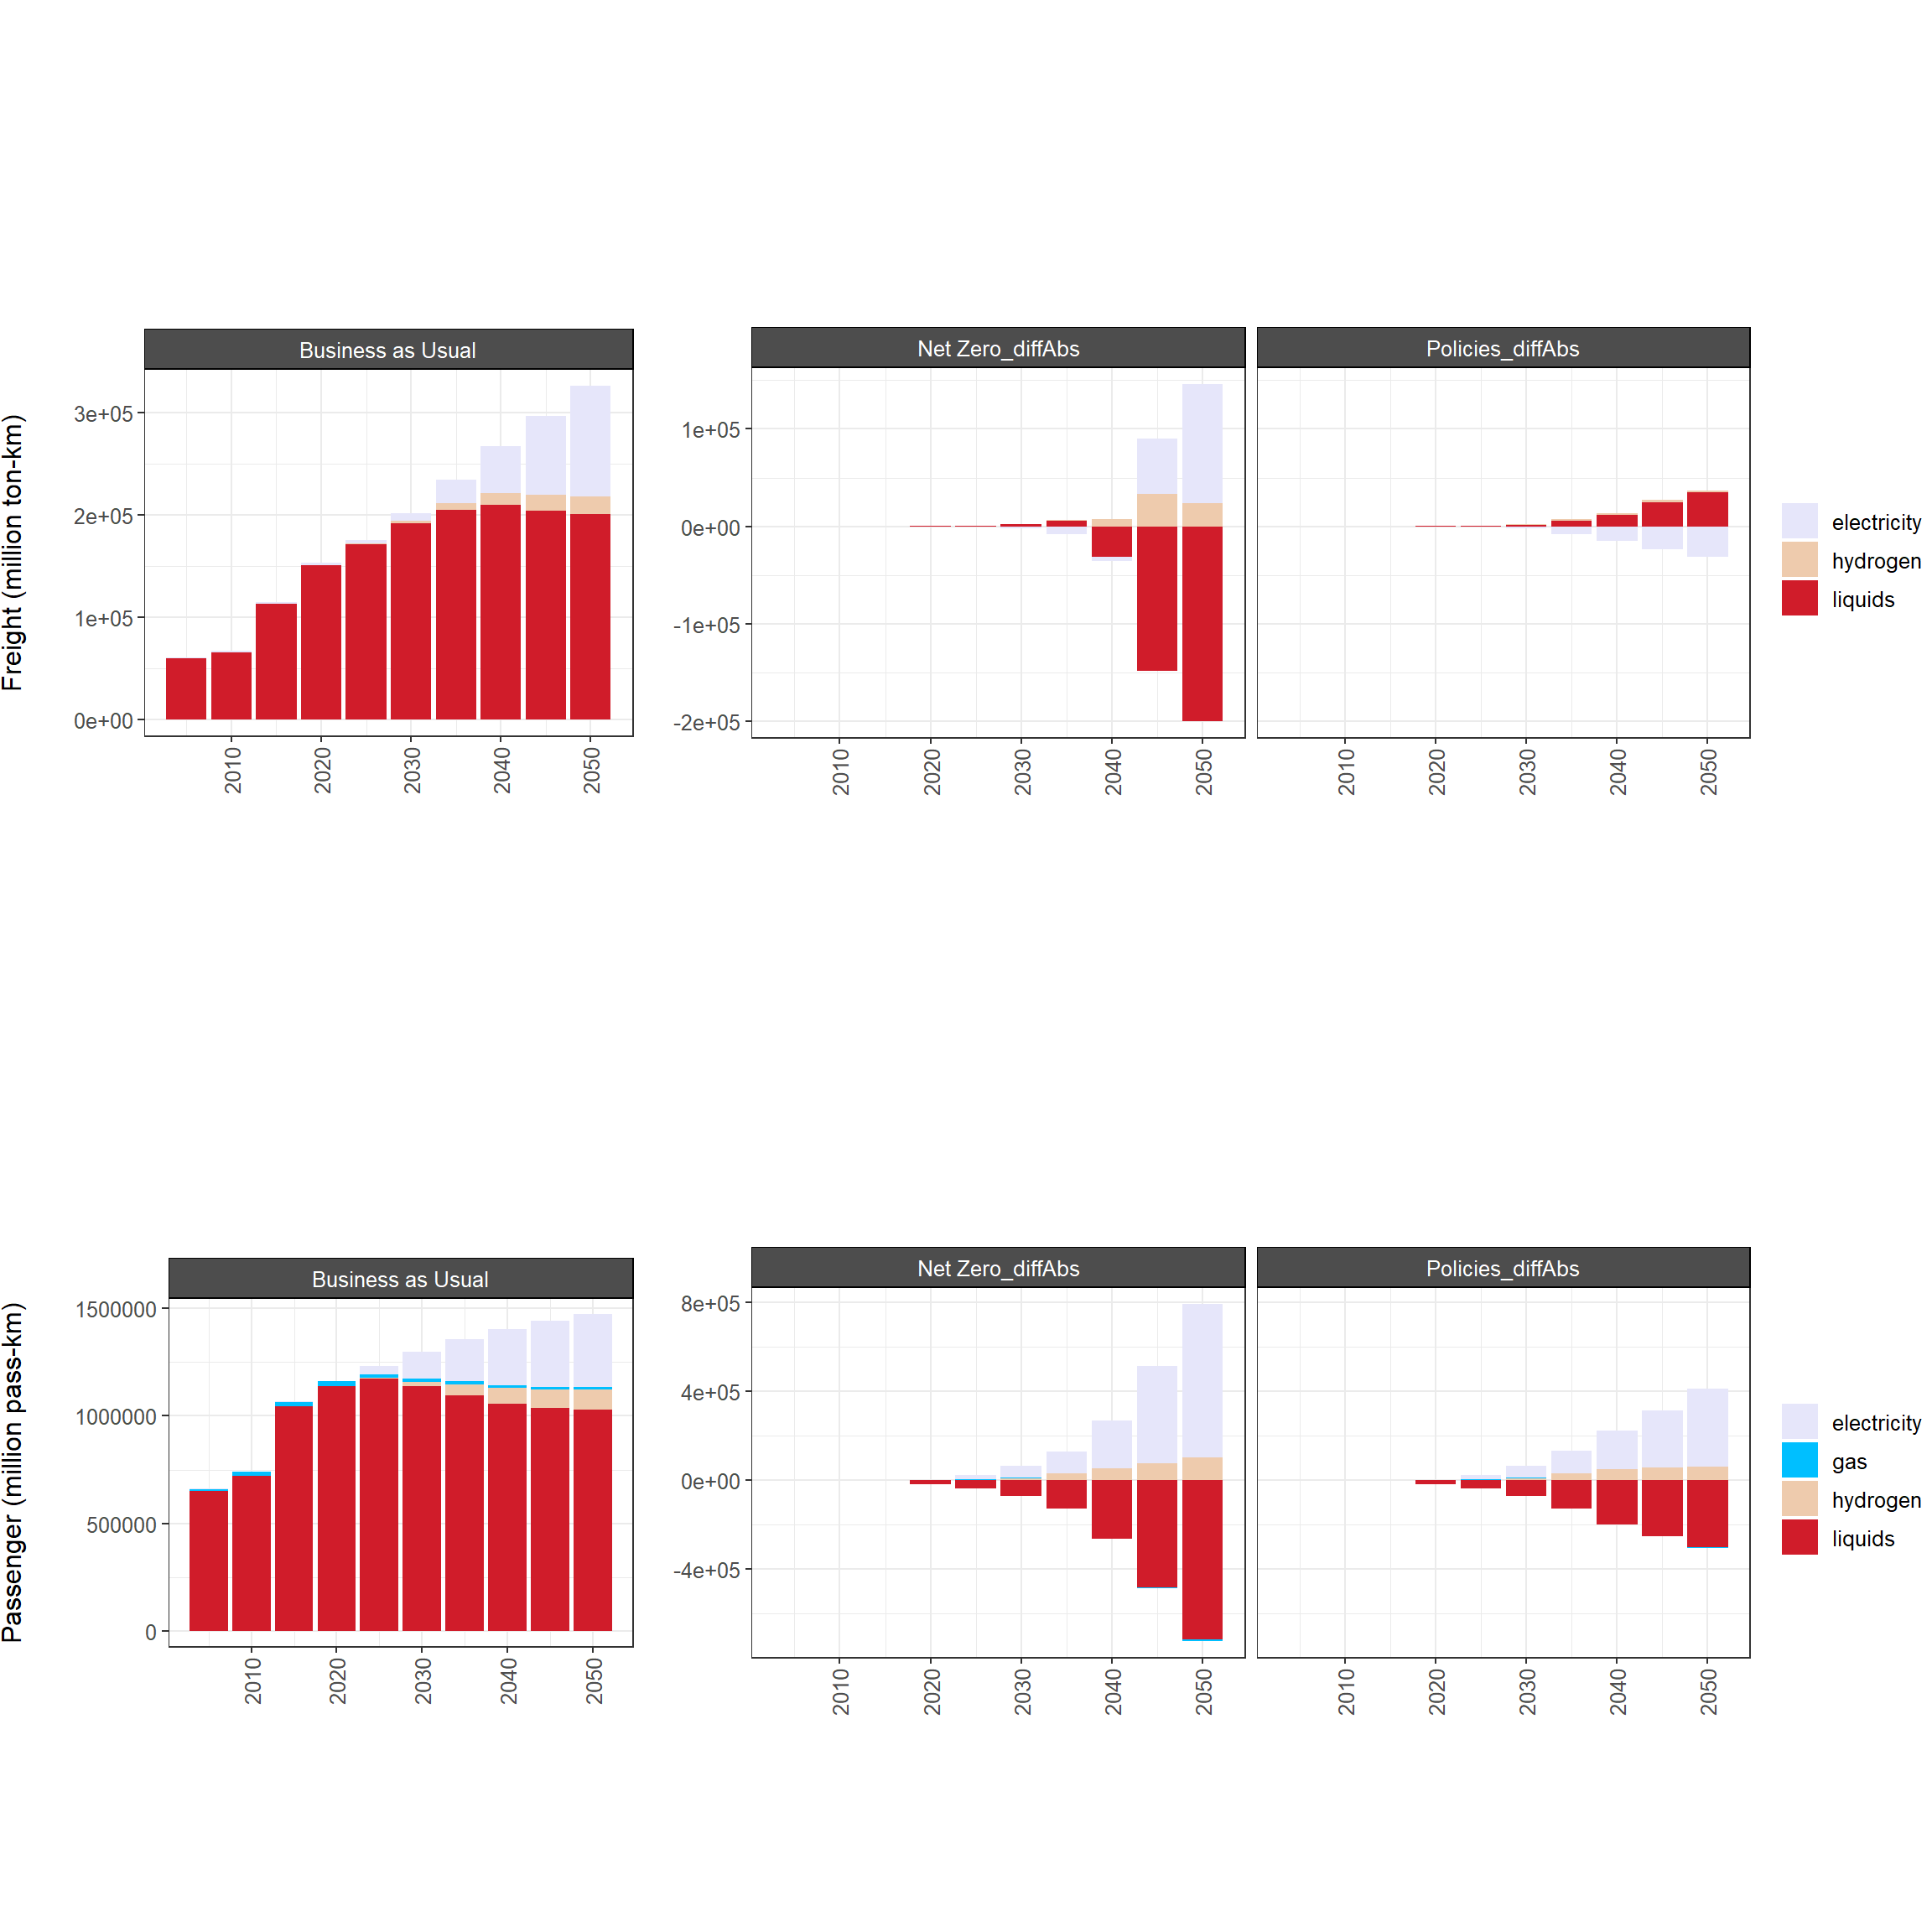 Freight (million ton-km)
Business as Usual
3e+05
2e+05
1e+05
0e+00
2010
2020
2030
2040
2050
Net Zero_diffAbs
Policies_diffAbs
1e+05
0e+00
-1e+05
-2e+05
2010
2020
2030
2040
2050
2010
2020
2030
2040
2050
electricity
hydrogen
liquids
Passenger (million pass-km)
Business as Usual
1500000
1000000
500000
0
2010
2020
2030
2040
2050
Net Zero_diffAbs
Policies_diffAbs
8e+05
4e+05
0e+00
-4e+05
2010
2020
2030
2040
2050
2010
2020
2030
2040
2050
electricity
gas
hydrogen
liquids